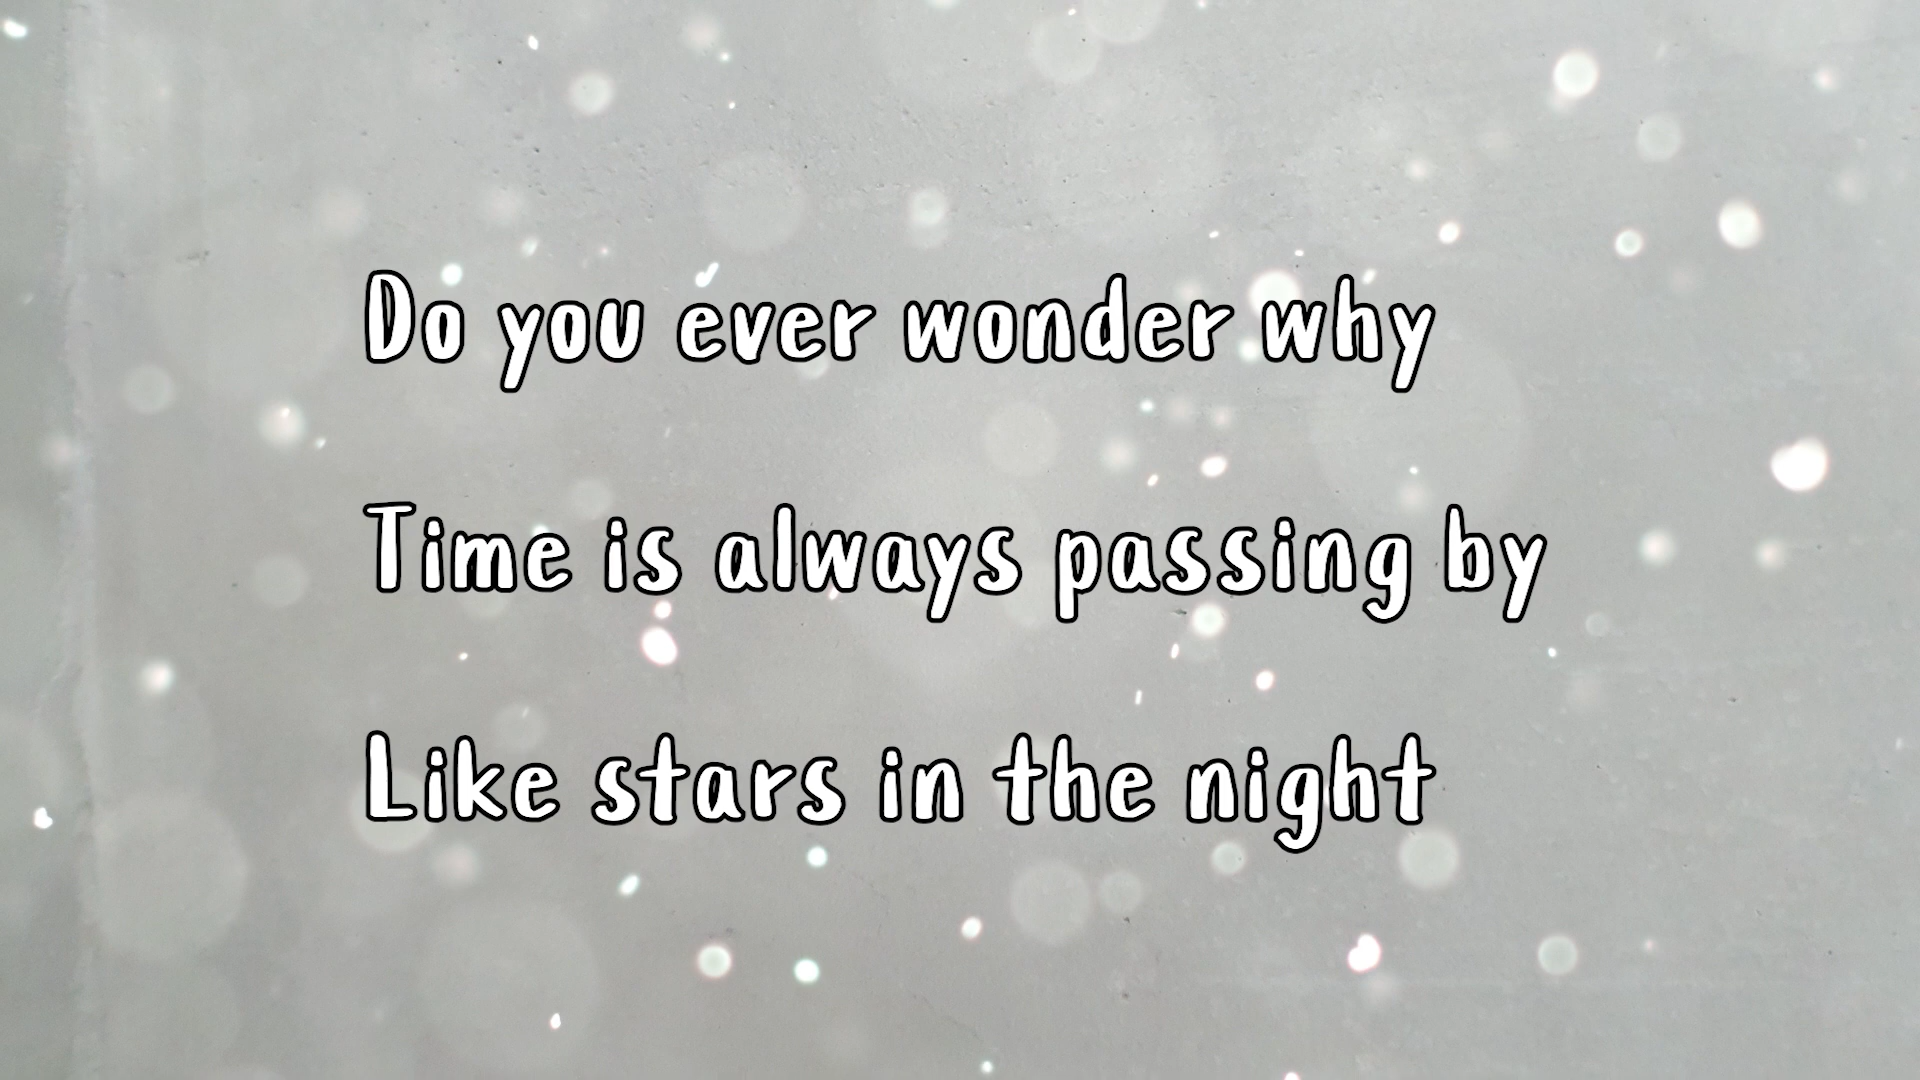 Do you ever wonder why
Time is always passing by
Like stars in the night